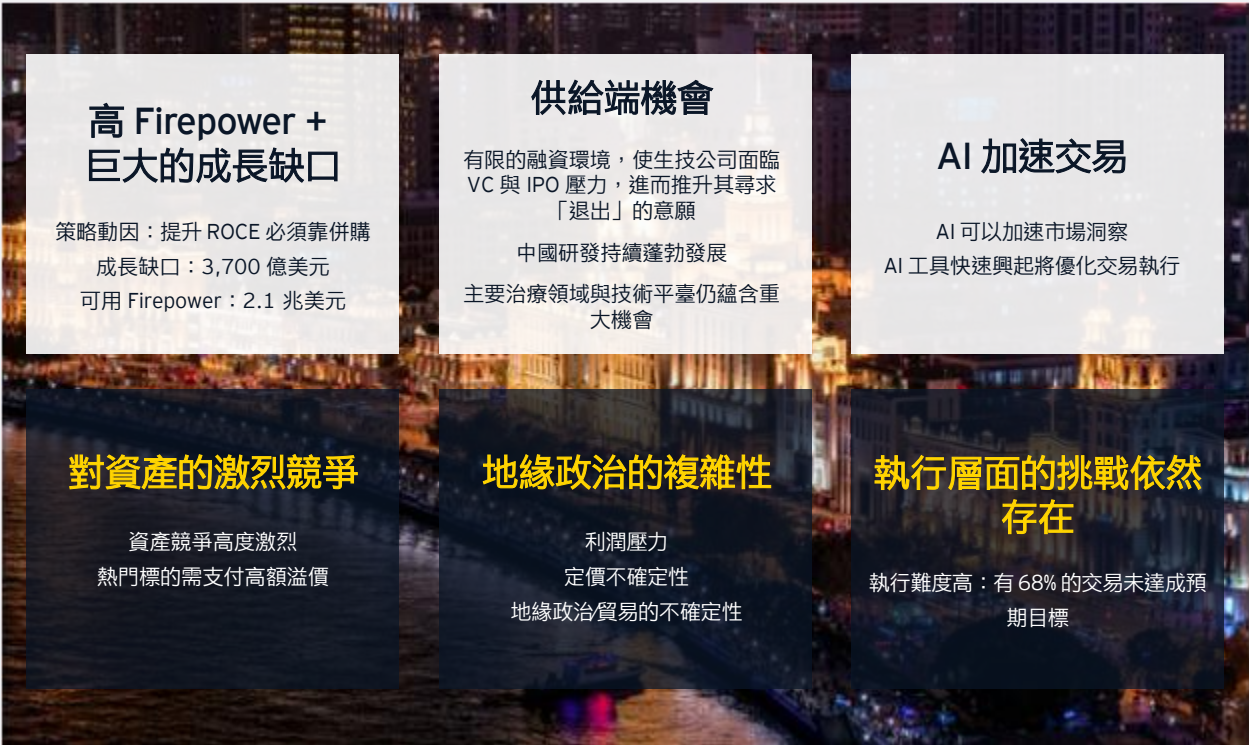 高 Firepower +
巨大的成長缺口
策略動因：提升 ROCE 必須靠併購
成長缺口：3,700 億美元
可用 Firepower：2.1 兆美元
供給端機會
有限的融資環境，使生技公司面臨
VC 與 IPO 壓力，進而推升其尋求
「退出」的意願
中國研發持續蓬勃發展
主要治療領域與技術平臺仍蘊含重
大機會
AI 加速交易
AI 可以加速市場洞察
AI 工具快速興起將優化交易執行
對資產的激烈競爭
資產競爭高度激烈
熱門標的需支付高額溢價
地緣政治的複雜性
利潤壓力
定價不確定性
地緣政治/貿易的不確定性
執行層面的挑戰依然
存在
執行難度高：有 68% 的交易未達成預
期目標